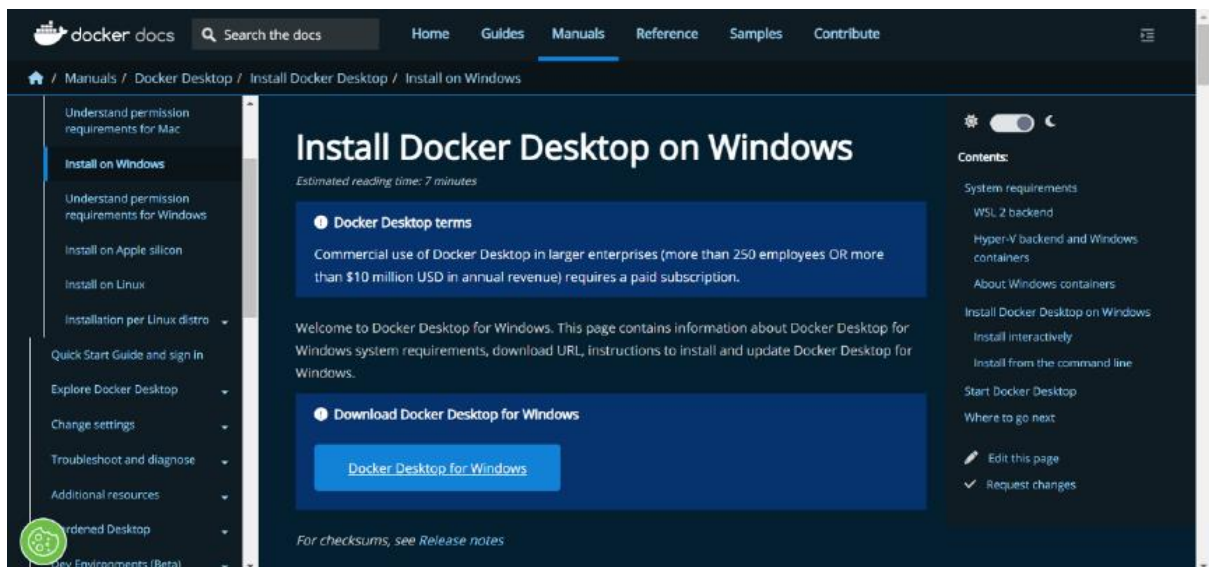 docker docs
Search the docs
Home Guides Manuals Reference Samples Contribute
/ Manuals / Docker Desktop / Install Docker Desktop / Install on Windows
Understand permission
requirements for Mac
Install on Windows
Understand permission
requirements for Windows
Install on Apple silicon
Install on Linux
Installation per Linux distro
Quick Start Guide and sign in
Explore Docker Desktop
Change settings
Troubleshoot and diagnose
Additional resources
rdened Desktop
Dev Environments (Beta)
Install Docker Desktop on Windows
Estimated reading time: 7 minutes
Docker Desktop terms
Commercial use of Docker Desktop in larger enterprises (more than 250 employees OR more
than $10 million USD in annual revenue) requires a paid subscription.
Welcome to Docker Desktop for Windows. This page contains information about Docker Desktop for
Windows system requirements, download URL, instructions to install and update Docker Desktop for
Windows.
Download Docker Desktop for Windows
Docker Desktop for Windows
For checksums, see Release notes
Contents:
System requirements
WSL 2 backend
Hyper-V backend and Windows
containers
About Windows containers
Install Docker Desktop on Windows
Install interactively
Install from the command line
Start Docker Desktop
Where to go next
Edit this page
Request changes